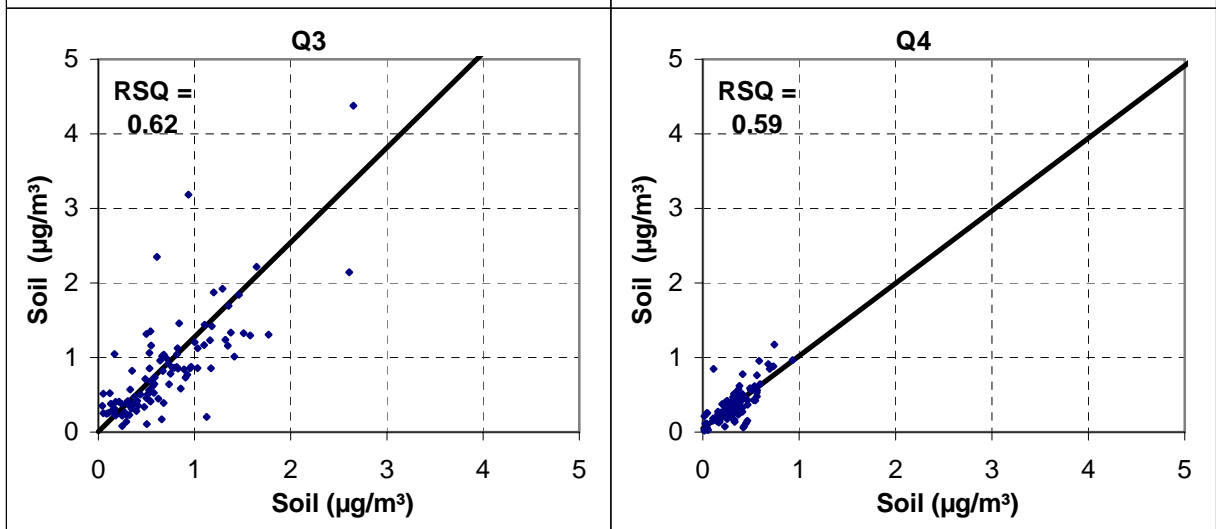 Q3
5
4
3
2
1
0
RSQ =
0.62
Soil (µg/m³)
0 1 2 3 4 5
Soil (µg/m³)
Q4
5
4
3
2
1
0
RSQ =
0.59
Soil (µg/m³)
0 1 2 3 4 5
Soil (µg/m³)